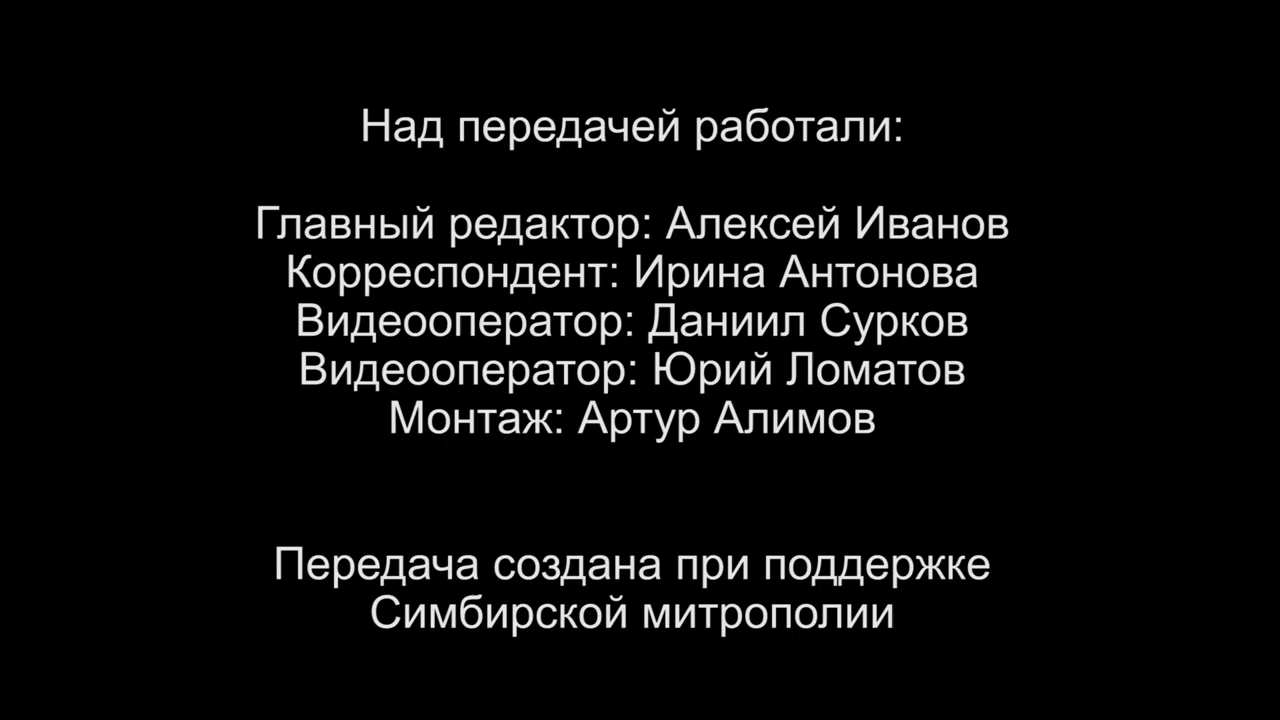 Над передачей работали:
Главный редактор: Алексей Иванов
Корреспондент: Ирина Антонова
Видеооператор: Даниил Сурков
Видеооператор: Юрий Ломатов
Монтаж: Артур Алимов
Передача создана при поддержке
Симбирской митрополии